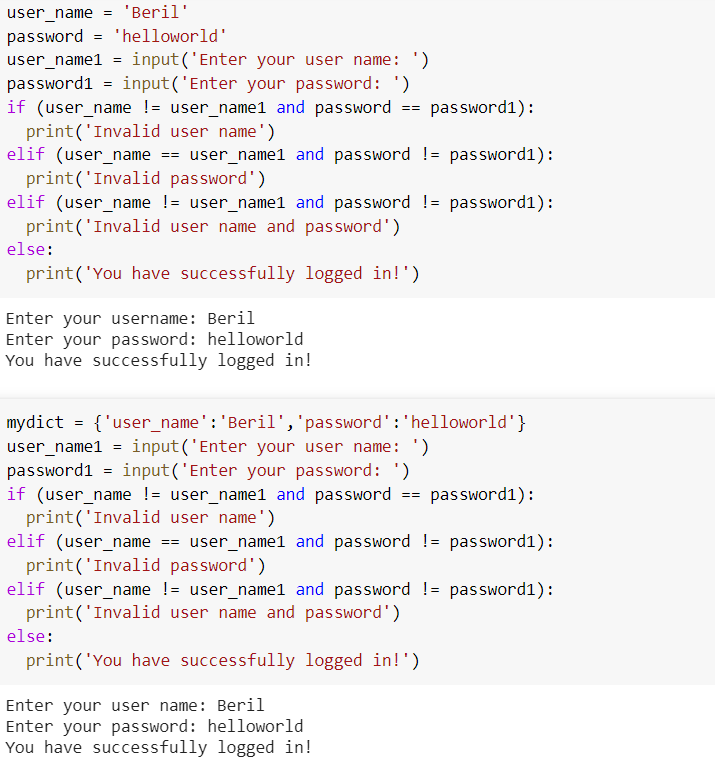 user_name = 'Beril'
password = 'helloworld'
user_name1 = input('Enter your user name: ')
password1 = input('Enter your password: ')
if (user_name != user_name1 and password == password1):
  print('Invalid user name')
elif (user_name == user_name1 and password != password1):
  print('Invalid password')
elif (user_name != user_name1 and password != password1):
  print('Invalid user name and password')
else:
  print('You have successfully logged in!')
Enter your username: Beril
Enter your password: helloworld
You have successfully logged in!
mydict = {'user_name':'Beril','password':'helloworld'}
user_name1 = input('Enter your user name: ')
password1 = input('Enter your password: ')
if (user_name != user_name1 and password == password1):
  print('Invalid user name')
elif (user_name == user_name1 and password != password1):
  print('Invalid password')
elif (user_name != user_name1 and password != password1):
  print('Invalid user name and password')
else:
  print('You have successfully logged in!')
Enter your user name: Beril
Enter your password: helloworld
You have successfully logged in!